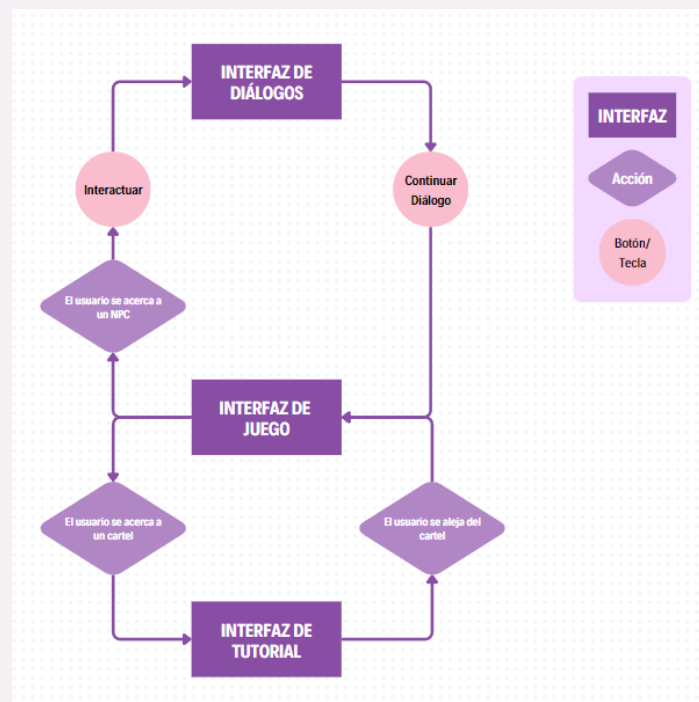 INTERFAZ DE
DIÁLOGOS
Interactuar
Continuar
Diálogo
El usuario se acerca a
un NPC
INTERFAZ DE
JUEGO
El usuario se acerca a
un cartel
El usuario se aleja del
cartel
INTERFAZ DE
TUTORIAL
INTERFAZ
Acción
Botón/
Tecla